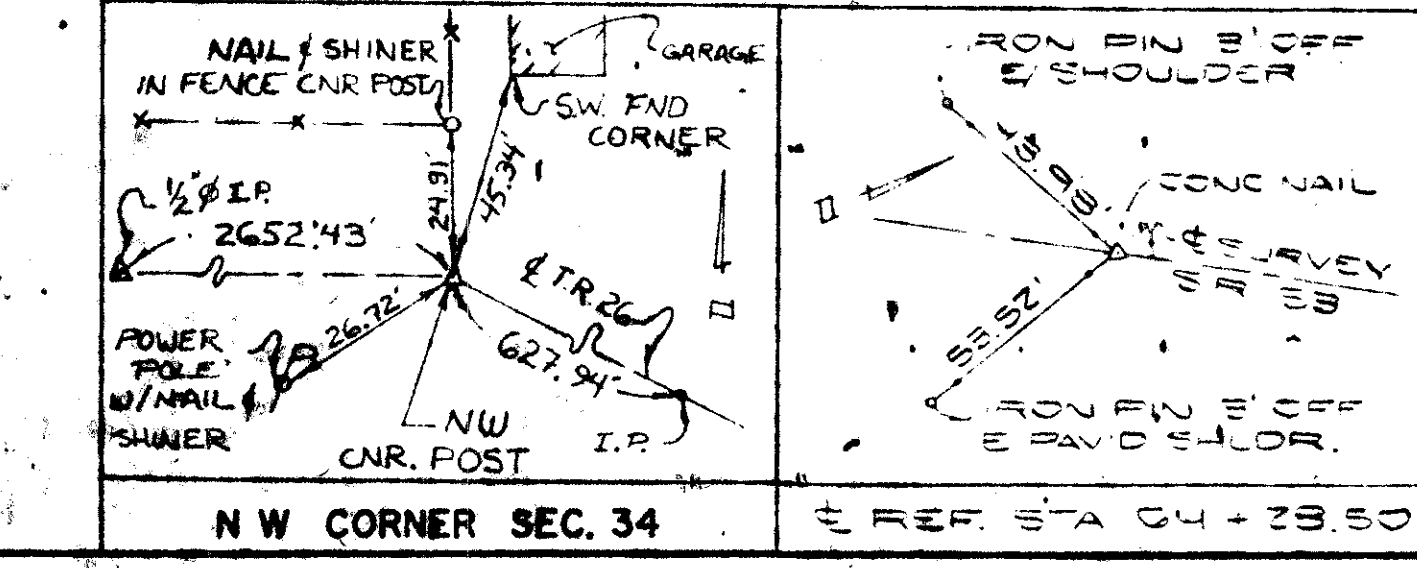 NAIL & SHINER
IN FENCE CNR POST
GARAGE
S.W. FND
CORNER
24.91'
45.34'
½"ø I.P.
2652.43'
26.72'
POWER
POLE
W/NAIL &
SHINER
℄ T.R. 26
627.94'
NW
CNR. POST
I.P.
N W CORNER SEC. 34
IRON PIN 3' OFF
E/SHOULDER
CONC NAIL
℄ SURVEY
SR
53.52'
IRON PIN 3' OFF
E PAV'D SHLDR.
℄ REF. STA 64 + 23.50